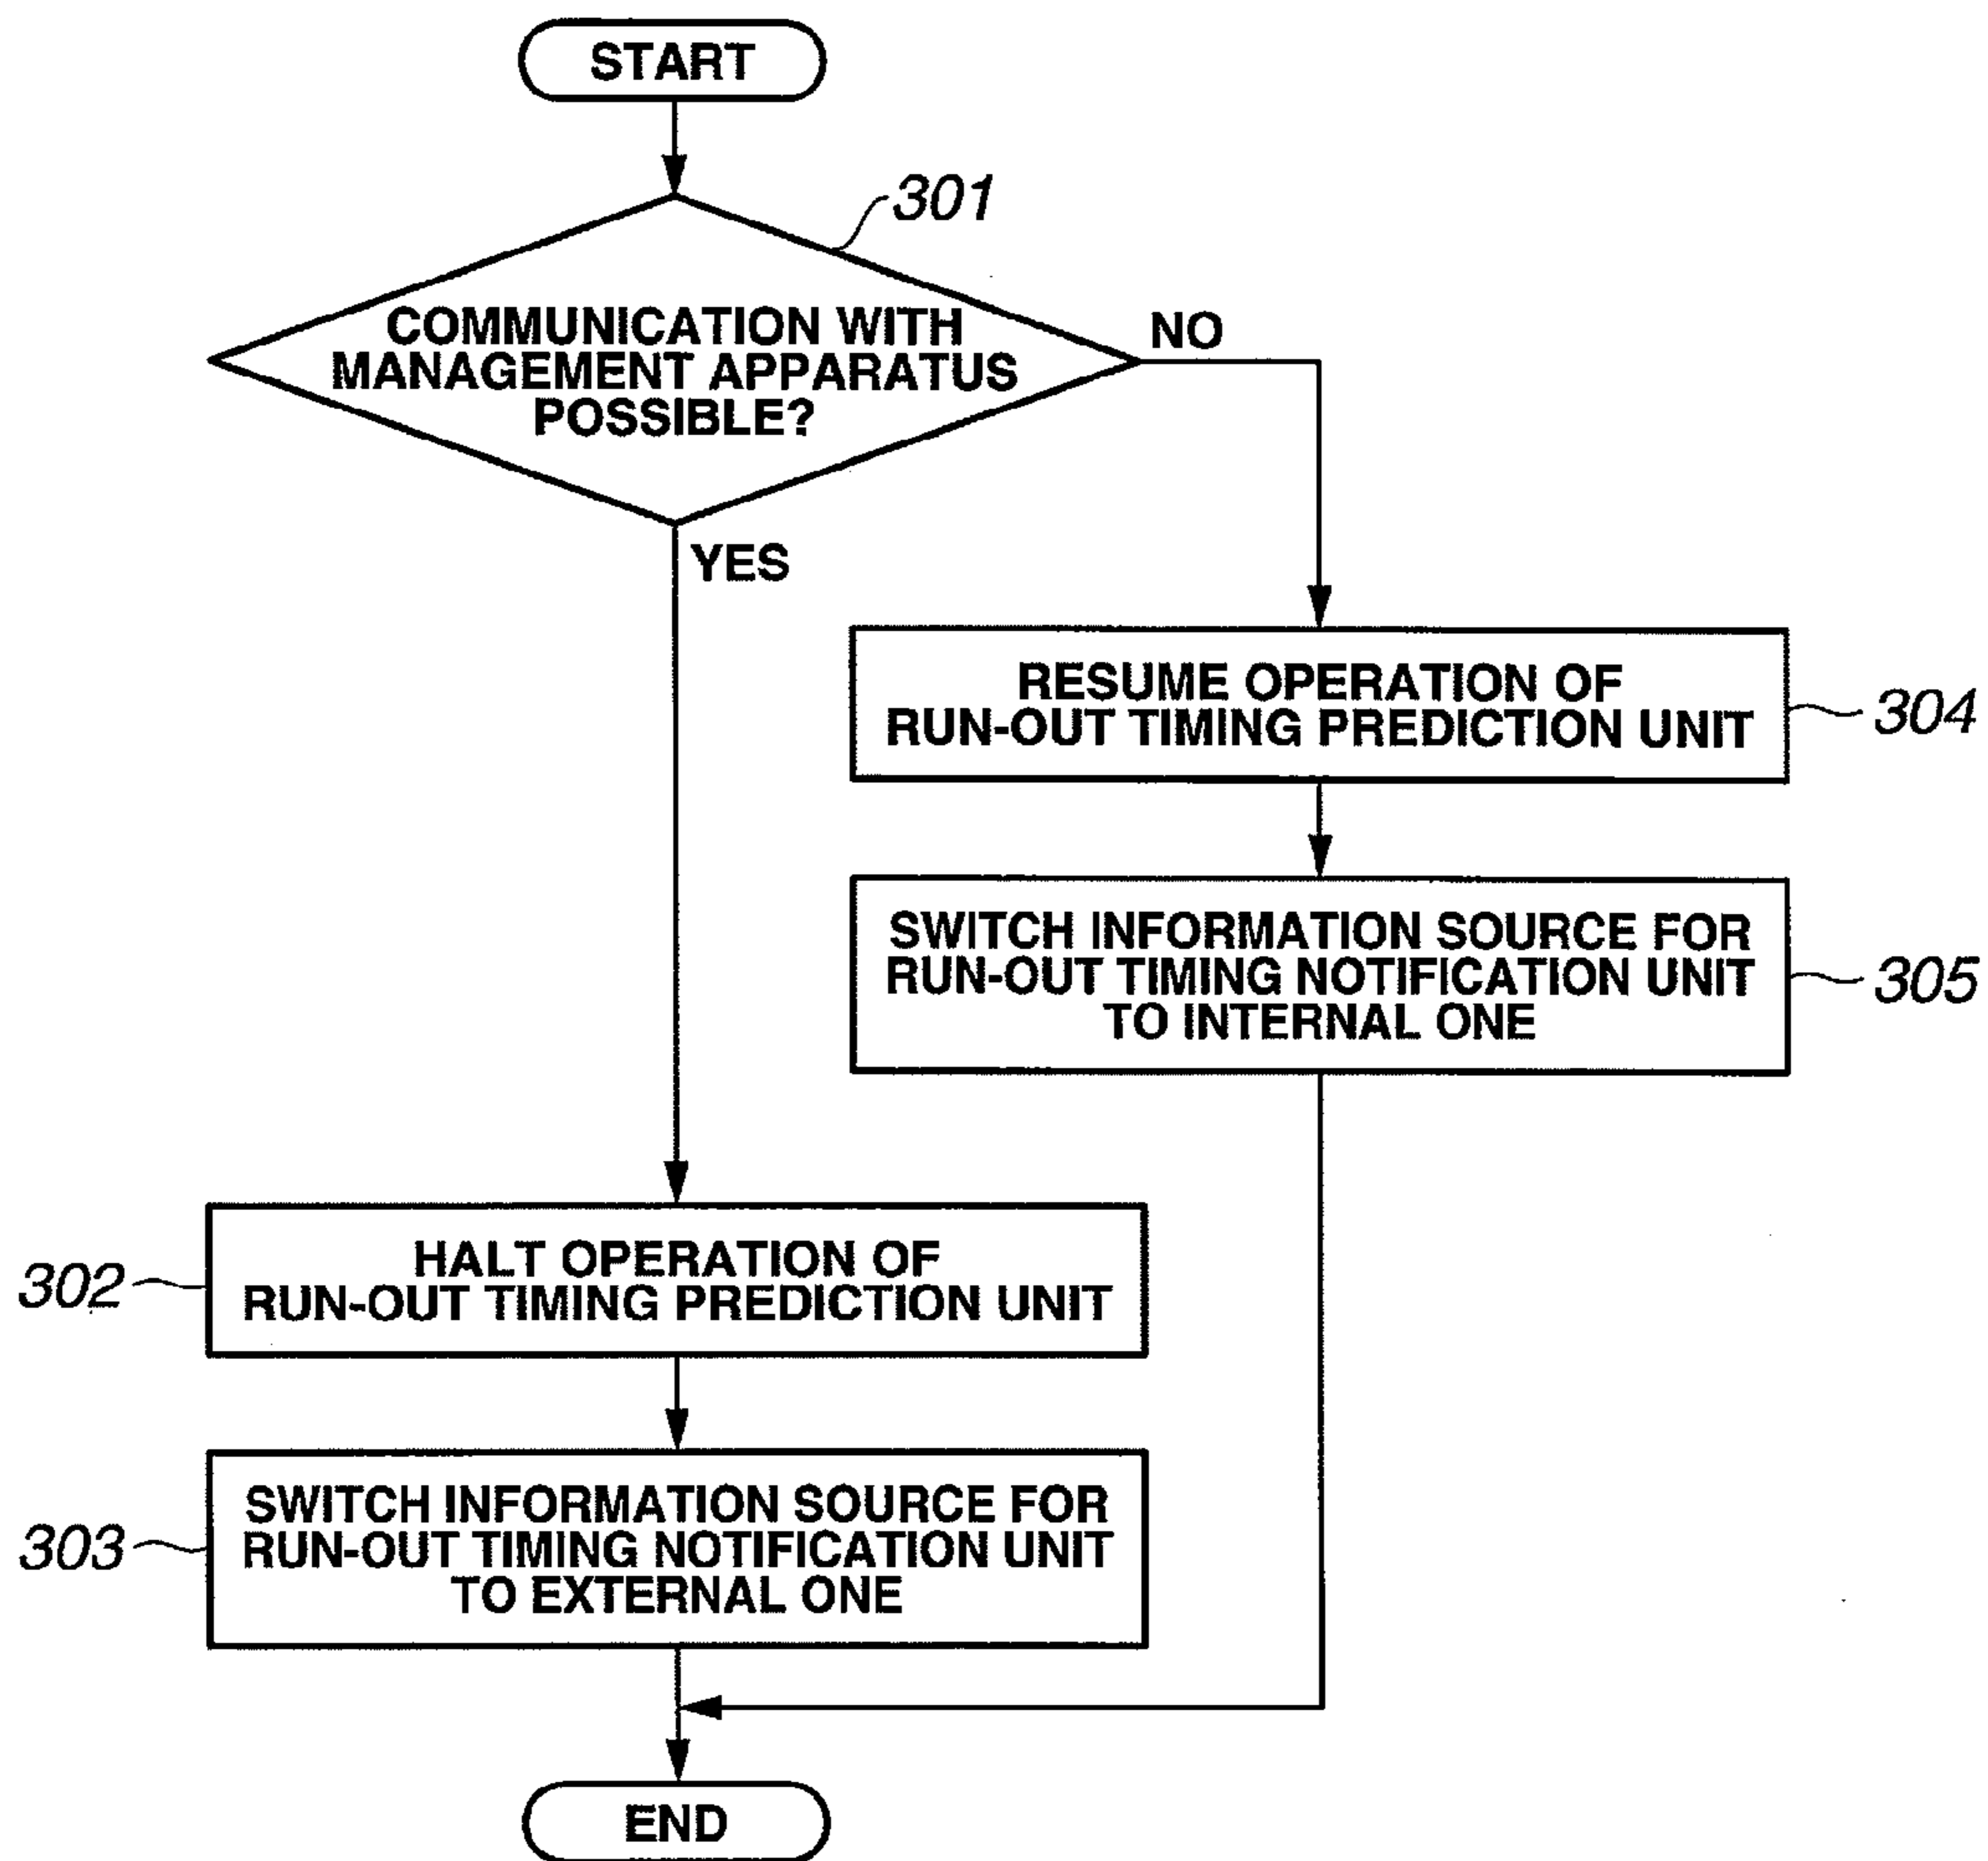 START
301
COMMUNICATION WITH
MANAGEMENT APPARATUS
POSSIBLE?
NO
YES
RESUME OPERATION OF
RUN-OUT TIMING PREDICTION UNIT
304
SWITCH INFORMATION SOURCE FOR
RUN-OUT TIMING NOTIFICATION UNIT
TO INTERNAL ONE
305
302
HALT OPERATION OF
RUN-OUT TIMING PREDICTION UNIT
303
SWITCH INFORMATION SOURCE FOR
RUN-OUT TIMING NOTIFICATION UNIT
TO EXTERNAL ONE
END